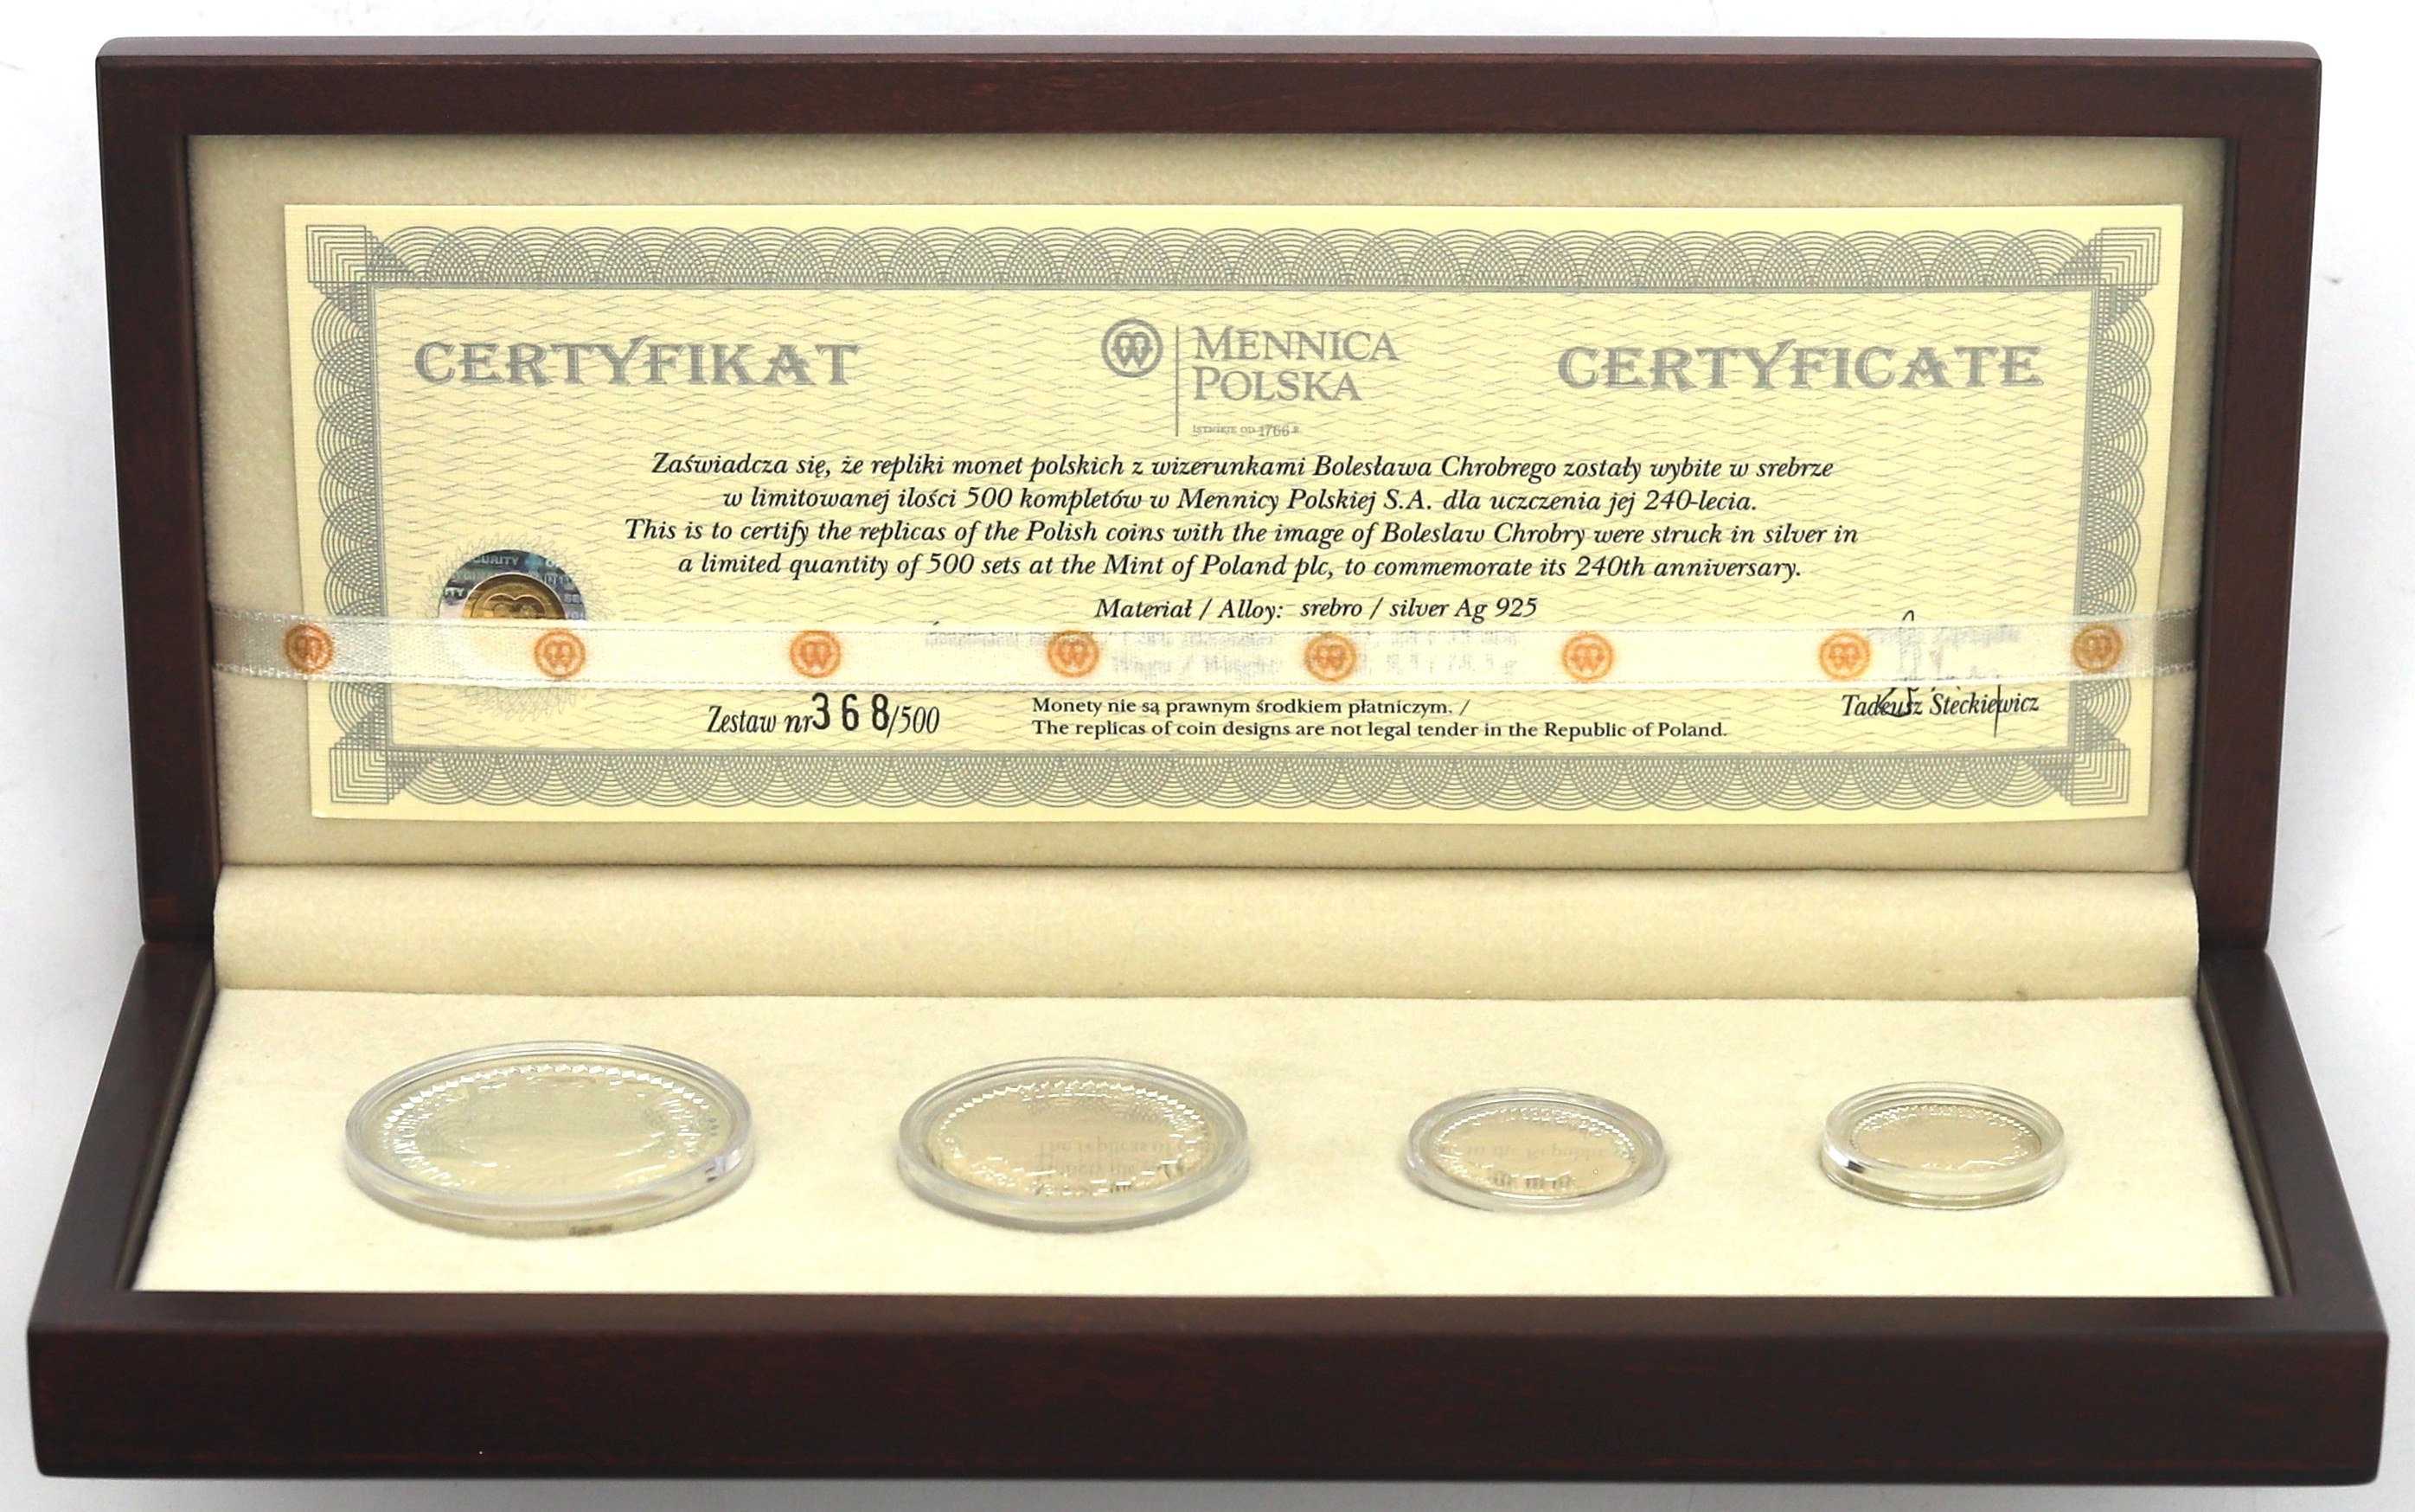 CERTYFIKAT
MENNICA
POLSKA
ISTNIEJE OD 1766 R.
CERTYFICATE
Zaświadcza się, że repliki monet polskich z wizerunkami Bolesława Chrobrego zostały wybite w srebrze
w limitowanej ilości 500 kompletów w Mennicy Polskiej S.A. dla uczczenia jej 240-lecia.
This is to certify the replicas of the Polish coins with the image of Boleslaw Chrobry were struck in silver in
a limited quantity of 500 sets at the Mint of Poland plc, to commemorate its 240th anniversary.
SECURITY
Materiał / Alloy: srebro / silver Ag 925
Zestaw nr 368/500
Monety nie są prawnym środkiem płatniczym. /
The replicas of coin designs are not legal tender in the Republic of Poland.
Tadeusz Steckiewicz